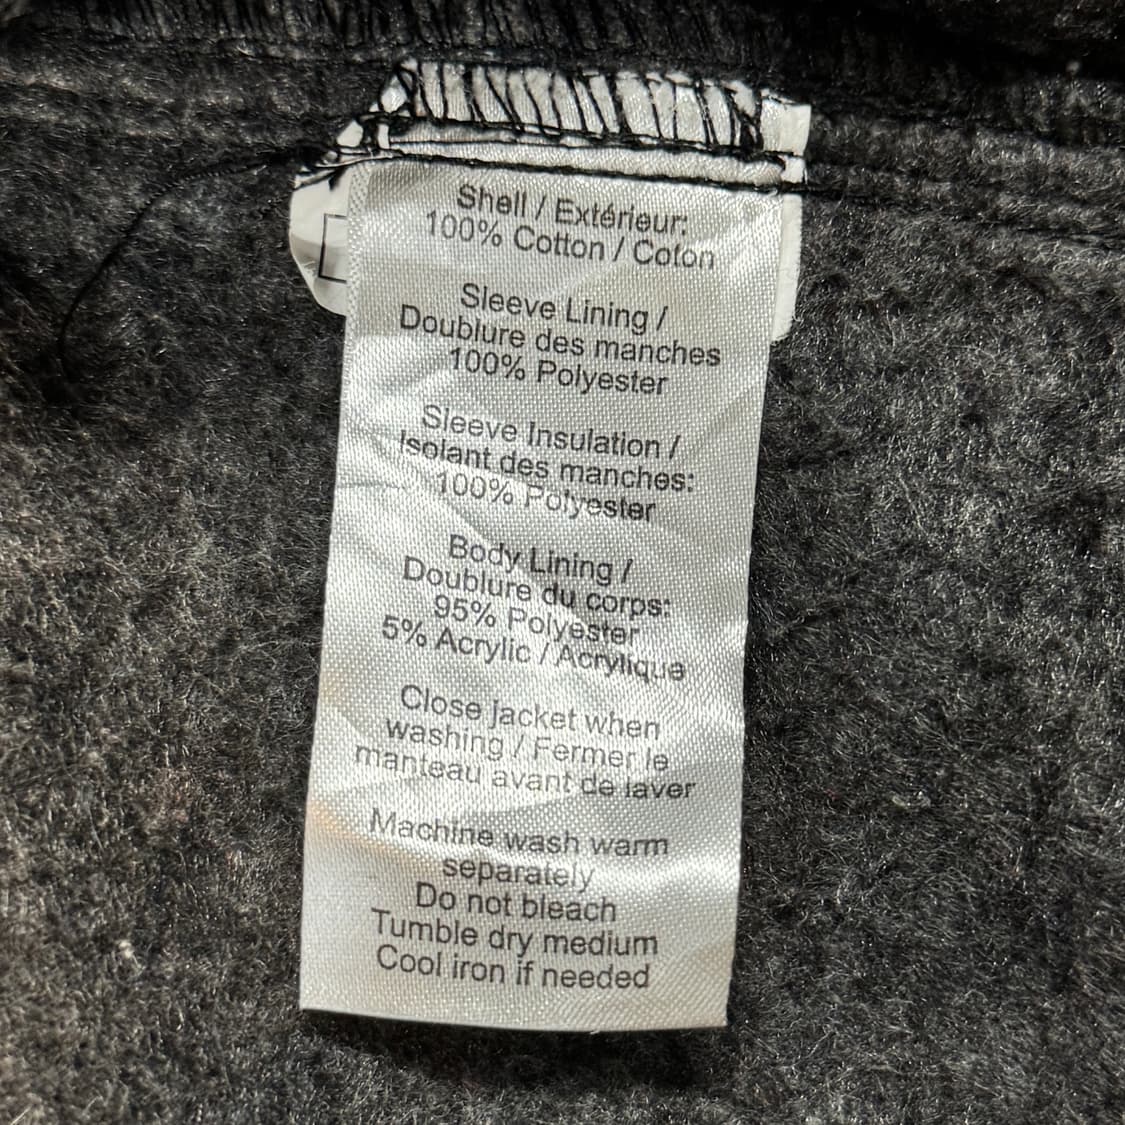 Shell / Extérieur:
100% Cotton / Coton
Sleeve Lining /
Doublure des manches
100% Polyester
Sleeve Insulation /
Isolant des manches:
100% Polyester
Body Lining /
Doublure du corps:
95% Polyester
5% Acrylic / Acrylique
Close jacket when
washing / Fermer le
manteau avant de laver
Machine wash warm
separately
Do not bleach
Tumble dry medium
Cool iron if needed